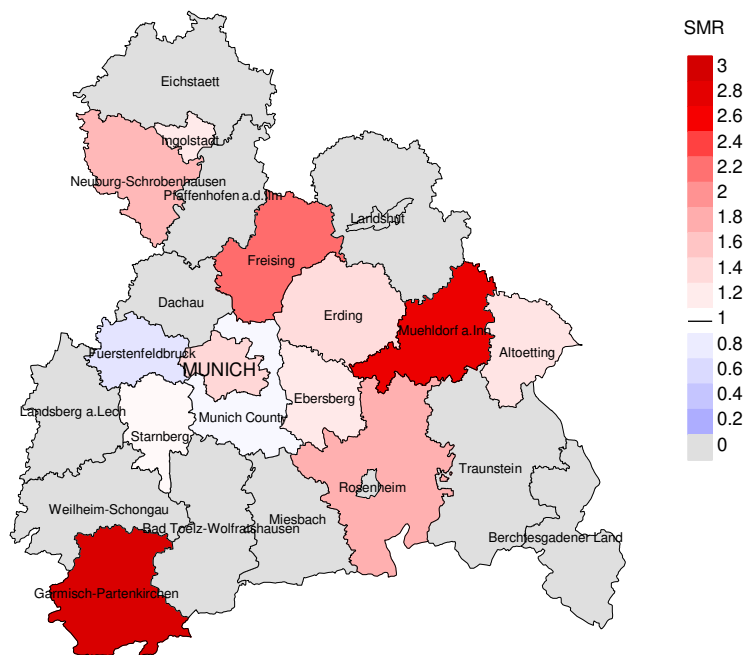 SMR
3
2.8
2.6
2.4
2.2
2
1.8
1.6
1.4
1.2
1
0.8
0.6
0.4
0.2
0
Eichstaett
Ingolstadt
Neuburg-Schrobenhausen
Pfaffenhofen a.d.Ilm
Landshut
Freising
Dachau
Erding
Muehldorf a.Inn
Altoetting
Fuerstenfeldbruck
MUNICH
Ebersberg
Landsberg a.Lech
Munich County
Starnberg
Traunstein
Rosenheim
Weilheim-Schongau
Miesbach
Bad Toelz-Wolfratshausen
Berchtesgadener Land
Garmisch-Partenkirchen